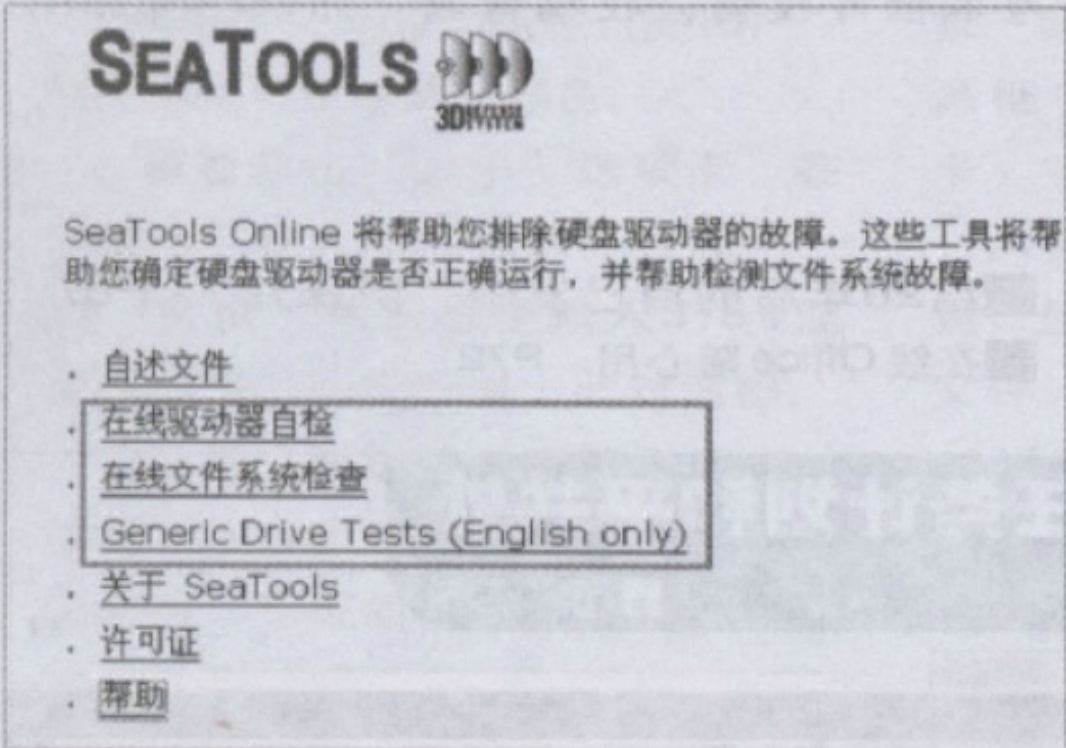 SEATOOLS
SeaTools Online 将帮助您排除硬盘驱动器的故障。这些工具将帮
助您确定硬盘驱动器是否正确运行，并帮助检测文件系统故障。
. 自述文件
. 在线驱动器自检
. 在线文件系统检查
. Generic Drive Tests (English only)
. 关于 SeaTools
. 许可证
. 帮助